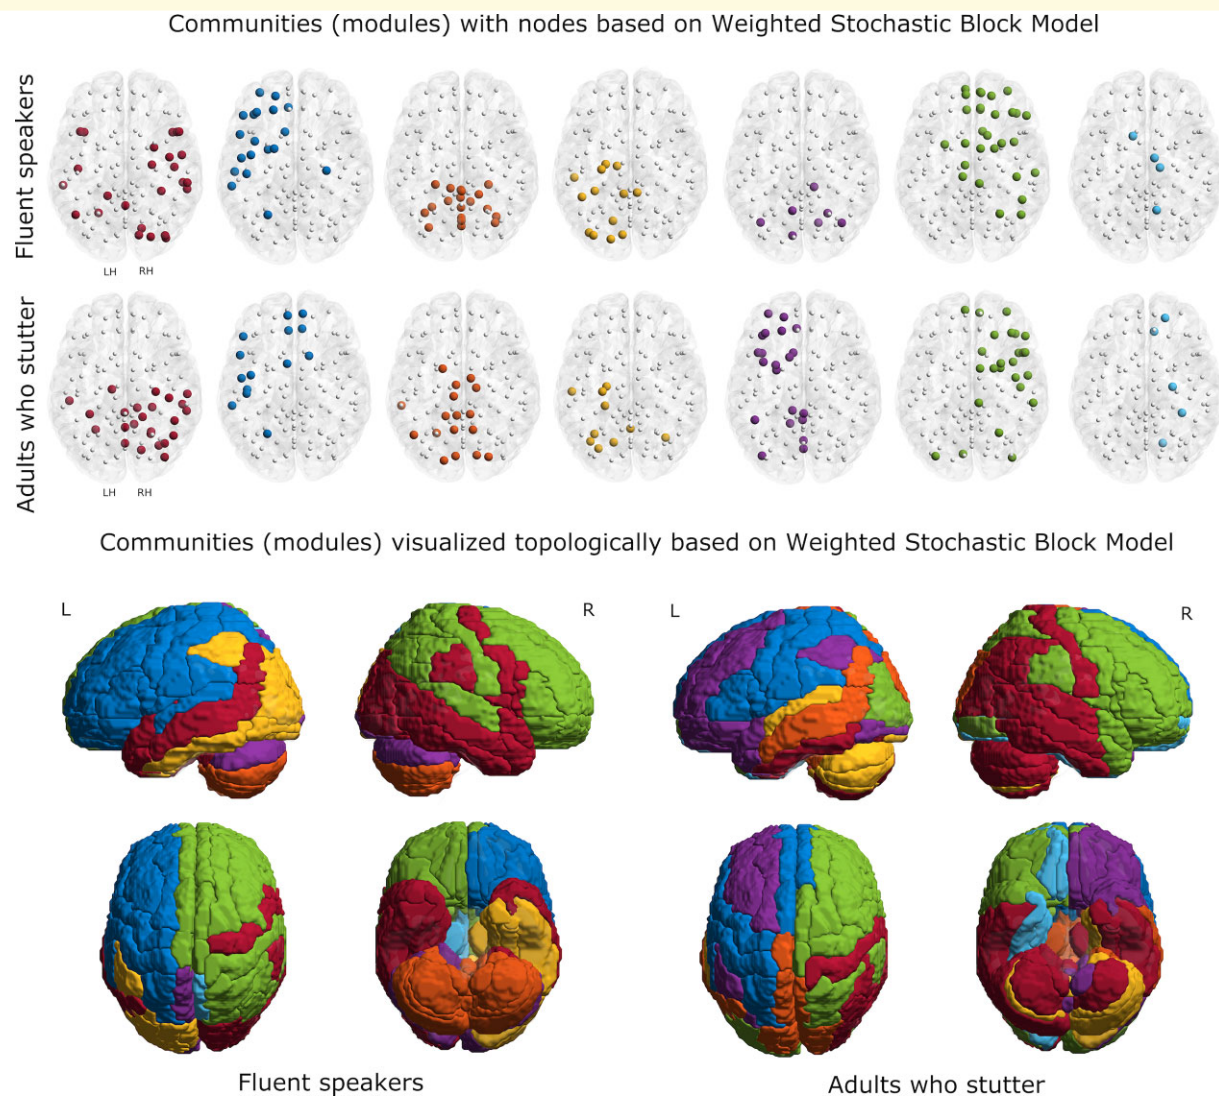 Communities (modules) with nodes based on Weighted Stochastic Block Model
Fluent speakers
LH RH
Adults who stutter
LH RH
Communities (modules) visualized topologically based on Weighted Stochastic Block Model
L R L R
Fluent speakers Adults who stutter